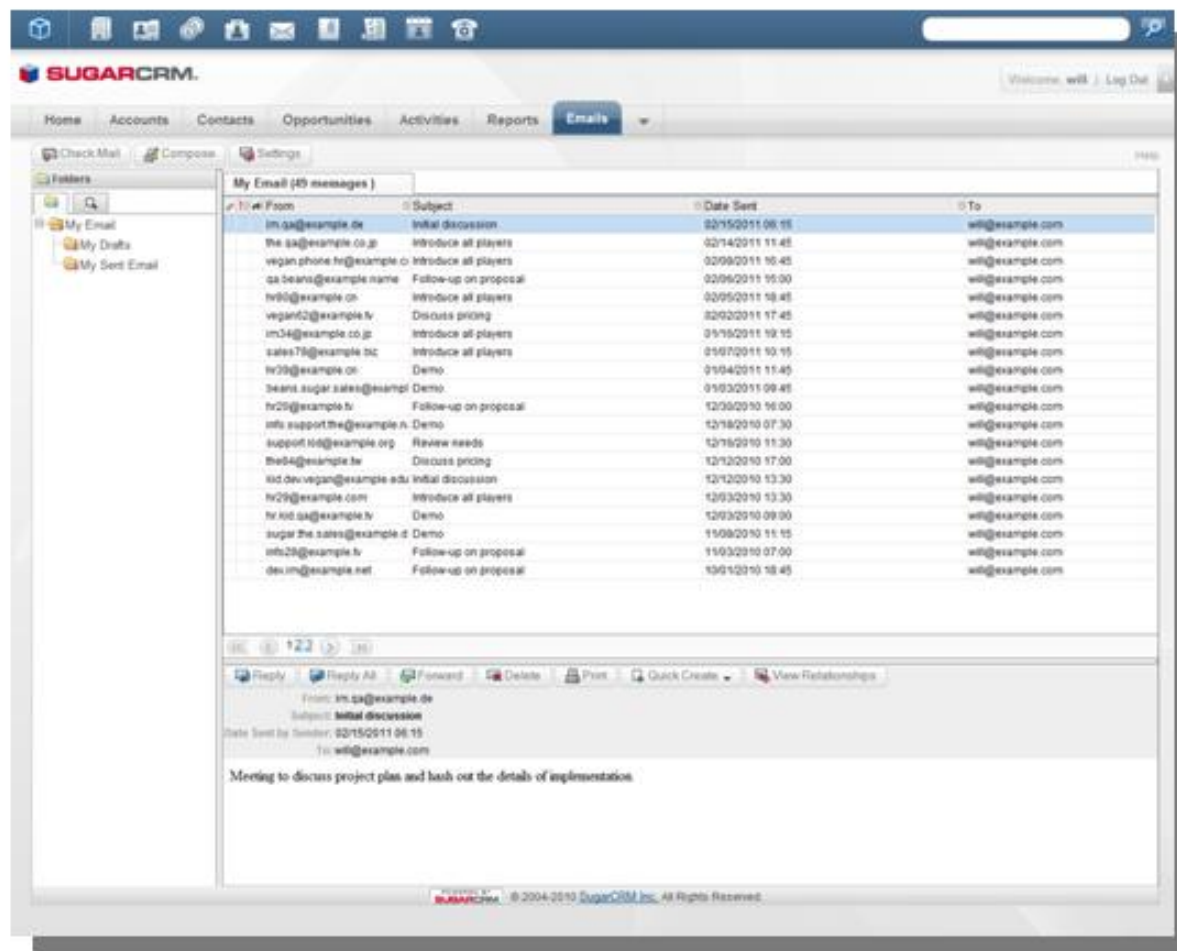 SUGARCRM.
Welcome, will | Log Out
Home Accounts Contacts Opportunities Activities Reports Emails
Check Mail Compose Settings Help
Folders
My Email (49 messages )
From Subject Date Sent To
My Email
My Drafts
My Sent Email
im.qa@example.de Initial discussion 02/15/2011 06:15 will@example.com
the.qa@example.co.jp Introduce all players 02/14/2011 11:45 will@example.com
vegan.phone.hr@example.c Introduce all players 02/09/2011 16:45 will@example.com
qa.beans@example.name Follow-up on proposal 02/06/2011 15:00 will@example.com
hr80@example.cn Introduce all players 02/05/2011 18:45 will@example.com
vegan62@example.tv Discuss pricing 02/02/2011 17:45 will@example.com
im34@example.co.jp Introduce all players 19:15 will@example.com
sales78@example.biz Introduce all players 01/07/2011 10:15 will@example.com
hr39@example.cn Demo 01/04/2011 11:45 will@example.com
beans.sugar.sales@exampl Demo 01/03/2011 09:45 will@example.com
Follow-up on proposal 12/30/2010 16:00 will@example.com
info.support.the@example.n Demo 12/18/2010 07:30 will@example.com
support.kid@example.org Review needs 11:30 will@example.com
the84@example.tw Discuss pricing 12/12/2010 17:00 will@example.com
kid.dev.vegan@example.edu Initial discussion 12/12/2010 13:30 will@example.com
hr29@example.com Introduce all players 12/03/2010 13:30 will@example.com
hr.kid.qa@example.tv Demo 12/03/2010 09:00 will@example.com
sugar.the.sales@example.d Demo 11/08/2010 11:15 will@example.com
info28@example.tv Follow-up on proposal 11/03/2010 07:00 will@example.com
dev.im@example.net Follow-up on proposal 10/01/2010 18:45 will@example.com
Reply Reply All Forward Delete Print Quick Create View Relationships
From: im.qa@example.de
Subject: Initial discussion
Date Sent by Sender: 02/15/2011 06:15
To: will@example.com
Meeting to discuss project plan and hash out the details of implementation
POWERED BY SUGARCRM © 2004-2010 SugarCRM Inc. All Rights Reserved.